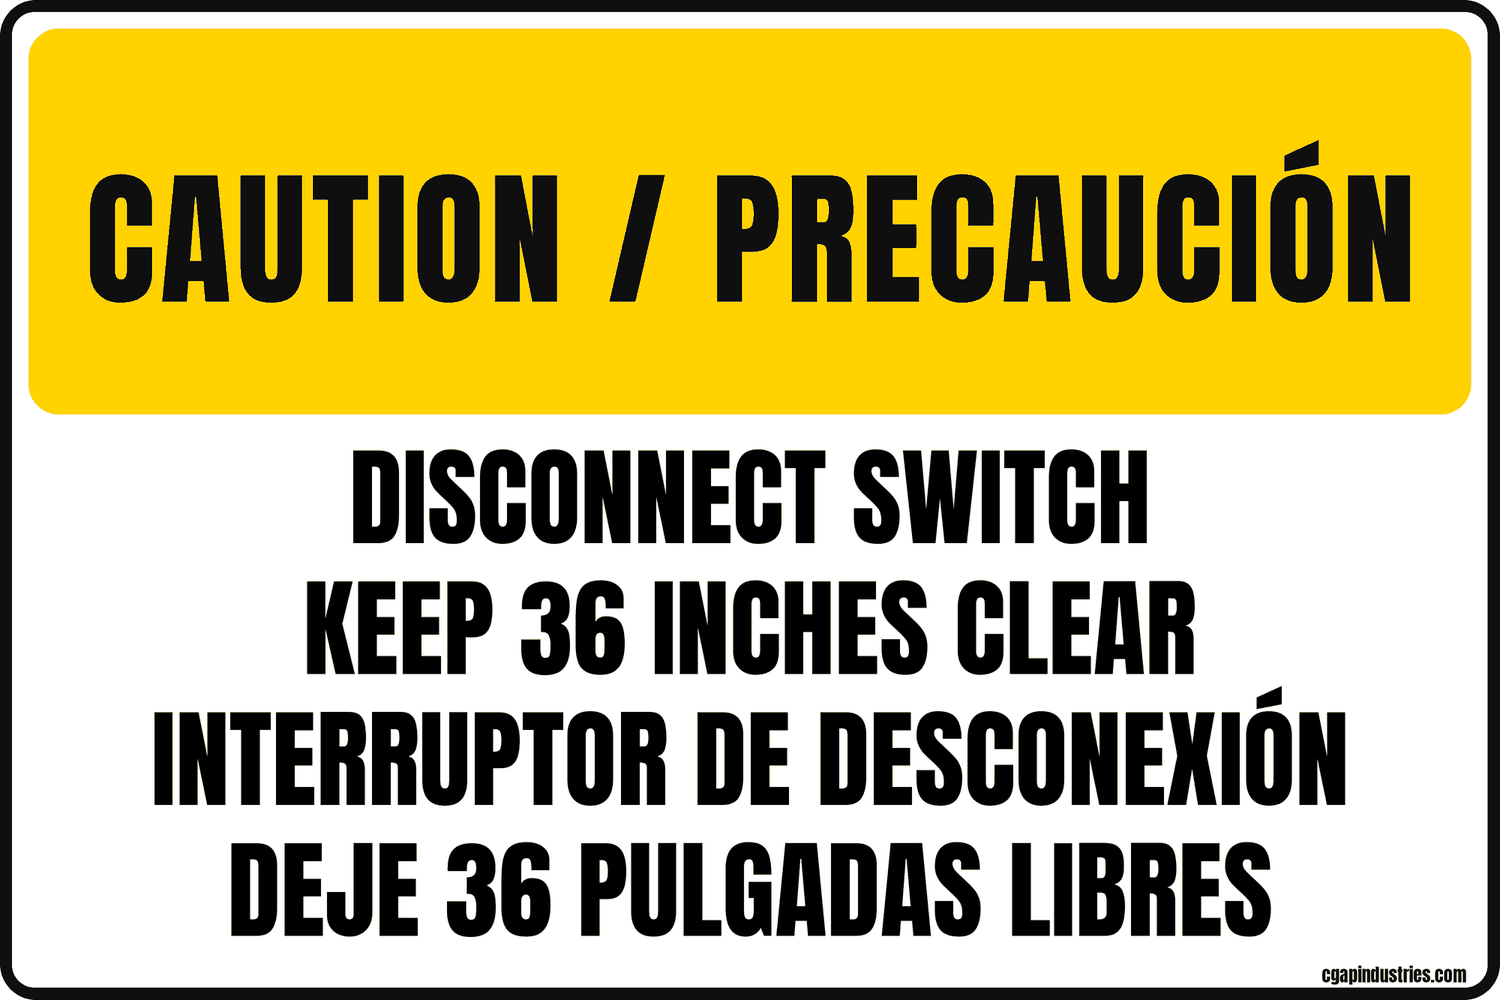 CAUTION / PRECAUCIÓN
DISCONNECT SWITCH
KEEP 36 INCHES CLEAR
INTERRUPTOR DE DESCONEXIÓN
DEJE 36 PULGADAS LIBRES
cgapindustries.com